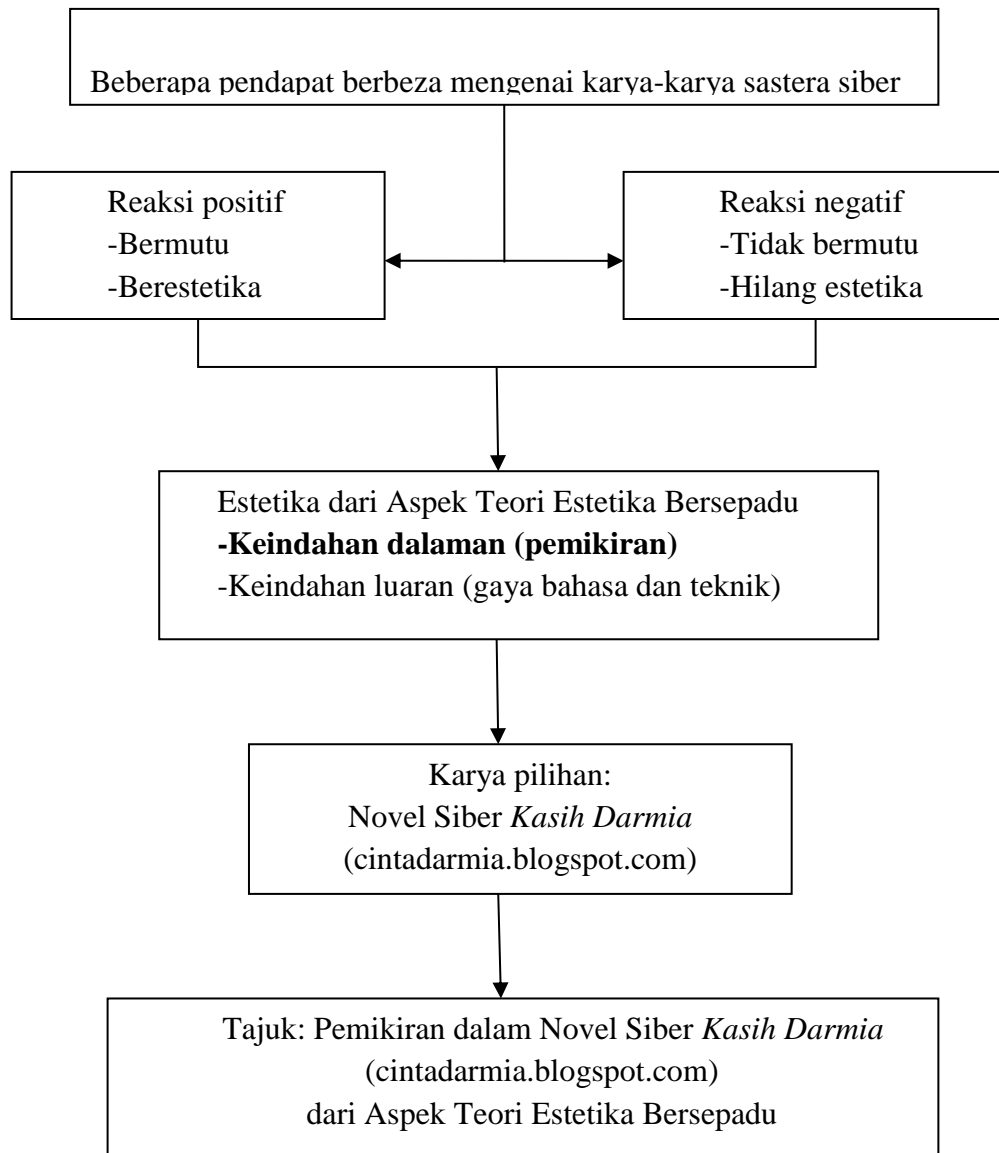 Beberapa pendapat berbeza mengenai karya-karya sastera siber
Reaksi positif
-Bermutu
-Berestetika
Reaksi negatif
-Tidak bermutu
-Hilang estetika
Estetika dari Aspek Teori Estetika Bersepadu
-Keindahan dalaman (pemikiran)
-Keindahan luaran (gaya bahasa dan teknik)
Karya pilihan:
Novel Siber Kasih Darmia
(cintadarmia.blogspot.com)
Tajuk: Pemikiran dalam Novel Siber Kasih Darmia
(cintadarmia.blogspot.com)
dari Aspek Teori Estetika Bersepadu